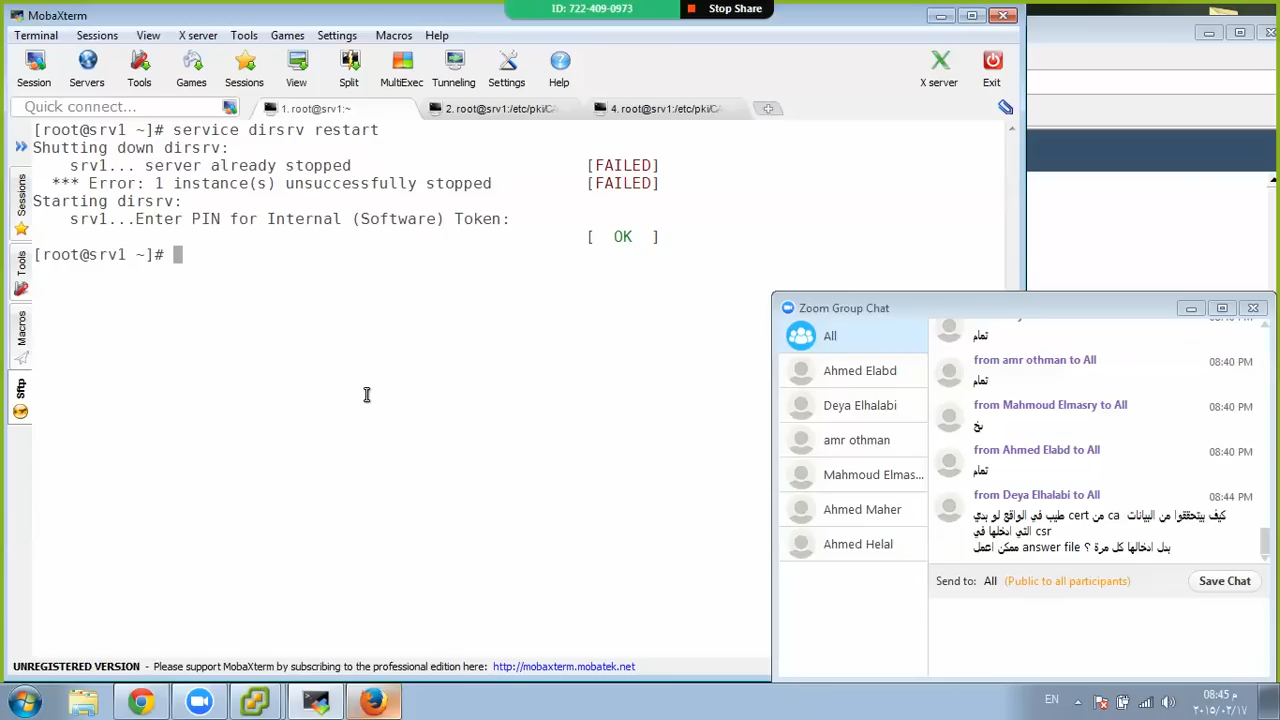 ID: 722-409-0973
Stop Share
MobaXterm
Terminal Sessions View X server Tools Games Settings Macros Help
Session Servers Tools Games Sessions View Split MultiExec Tunneling Settings Help X server Exit
Quick connect...
1. root@srv1:~
2. root@srv1:/etc/pki/CA
4. root@srv1:/etc/pki/CA
[root@srv1 ~]# service dirsrv restart
Shutting down dirsrv:
srv1... server already stopped [FAILED]
*** Error: 1 instance(s) unsuccessfully stopped [FAILED]
Starting dirsrv:
srv1...Enter PIN for Internal (Software) Token:
[ OK ]
[root@srv1 ~]#
Sessions
Tools
Macros
Sftp
Zoom Group Chat
All
Ahmed Elabd
Deya Elhalabi
amr othman
Mahmoud Elmas...
Ahmed Maher
Ahmed Helal
تمام
from amr othman to All 08:40 PM
تمام
from Mahmoud Elmasry to All 08:40 PM
from Ahmed Elabd to All 08:40 PM
تمام
from Deya Elhalabi to All 08:44 PM
كيف بيتحققوا من البيانات ca من cert طيب في الواقع لو بدي
csr التي ادخلها في
بدل ادخالها كل مرة ؟ answer file ممكن اعمل
Send to: All (Public to all participants) Save Chat
UNREGISTERED VERSION - Please support MobaXterm by subscribing to the professional edition here: http://mobaxterm.mobatek.net
EN
08:45 م
٢٠١٥/٠٢/١٧